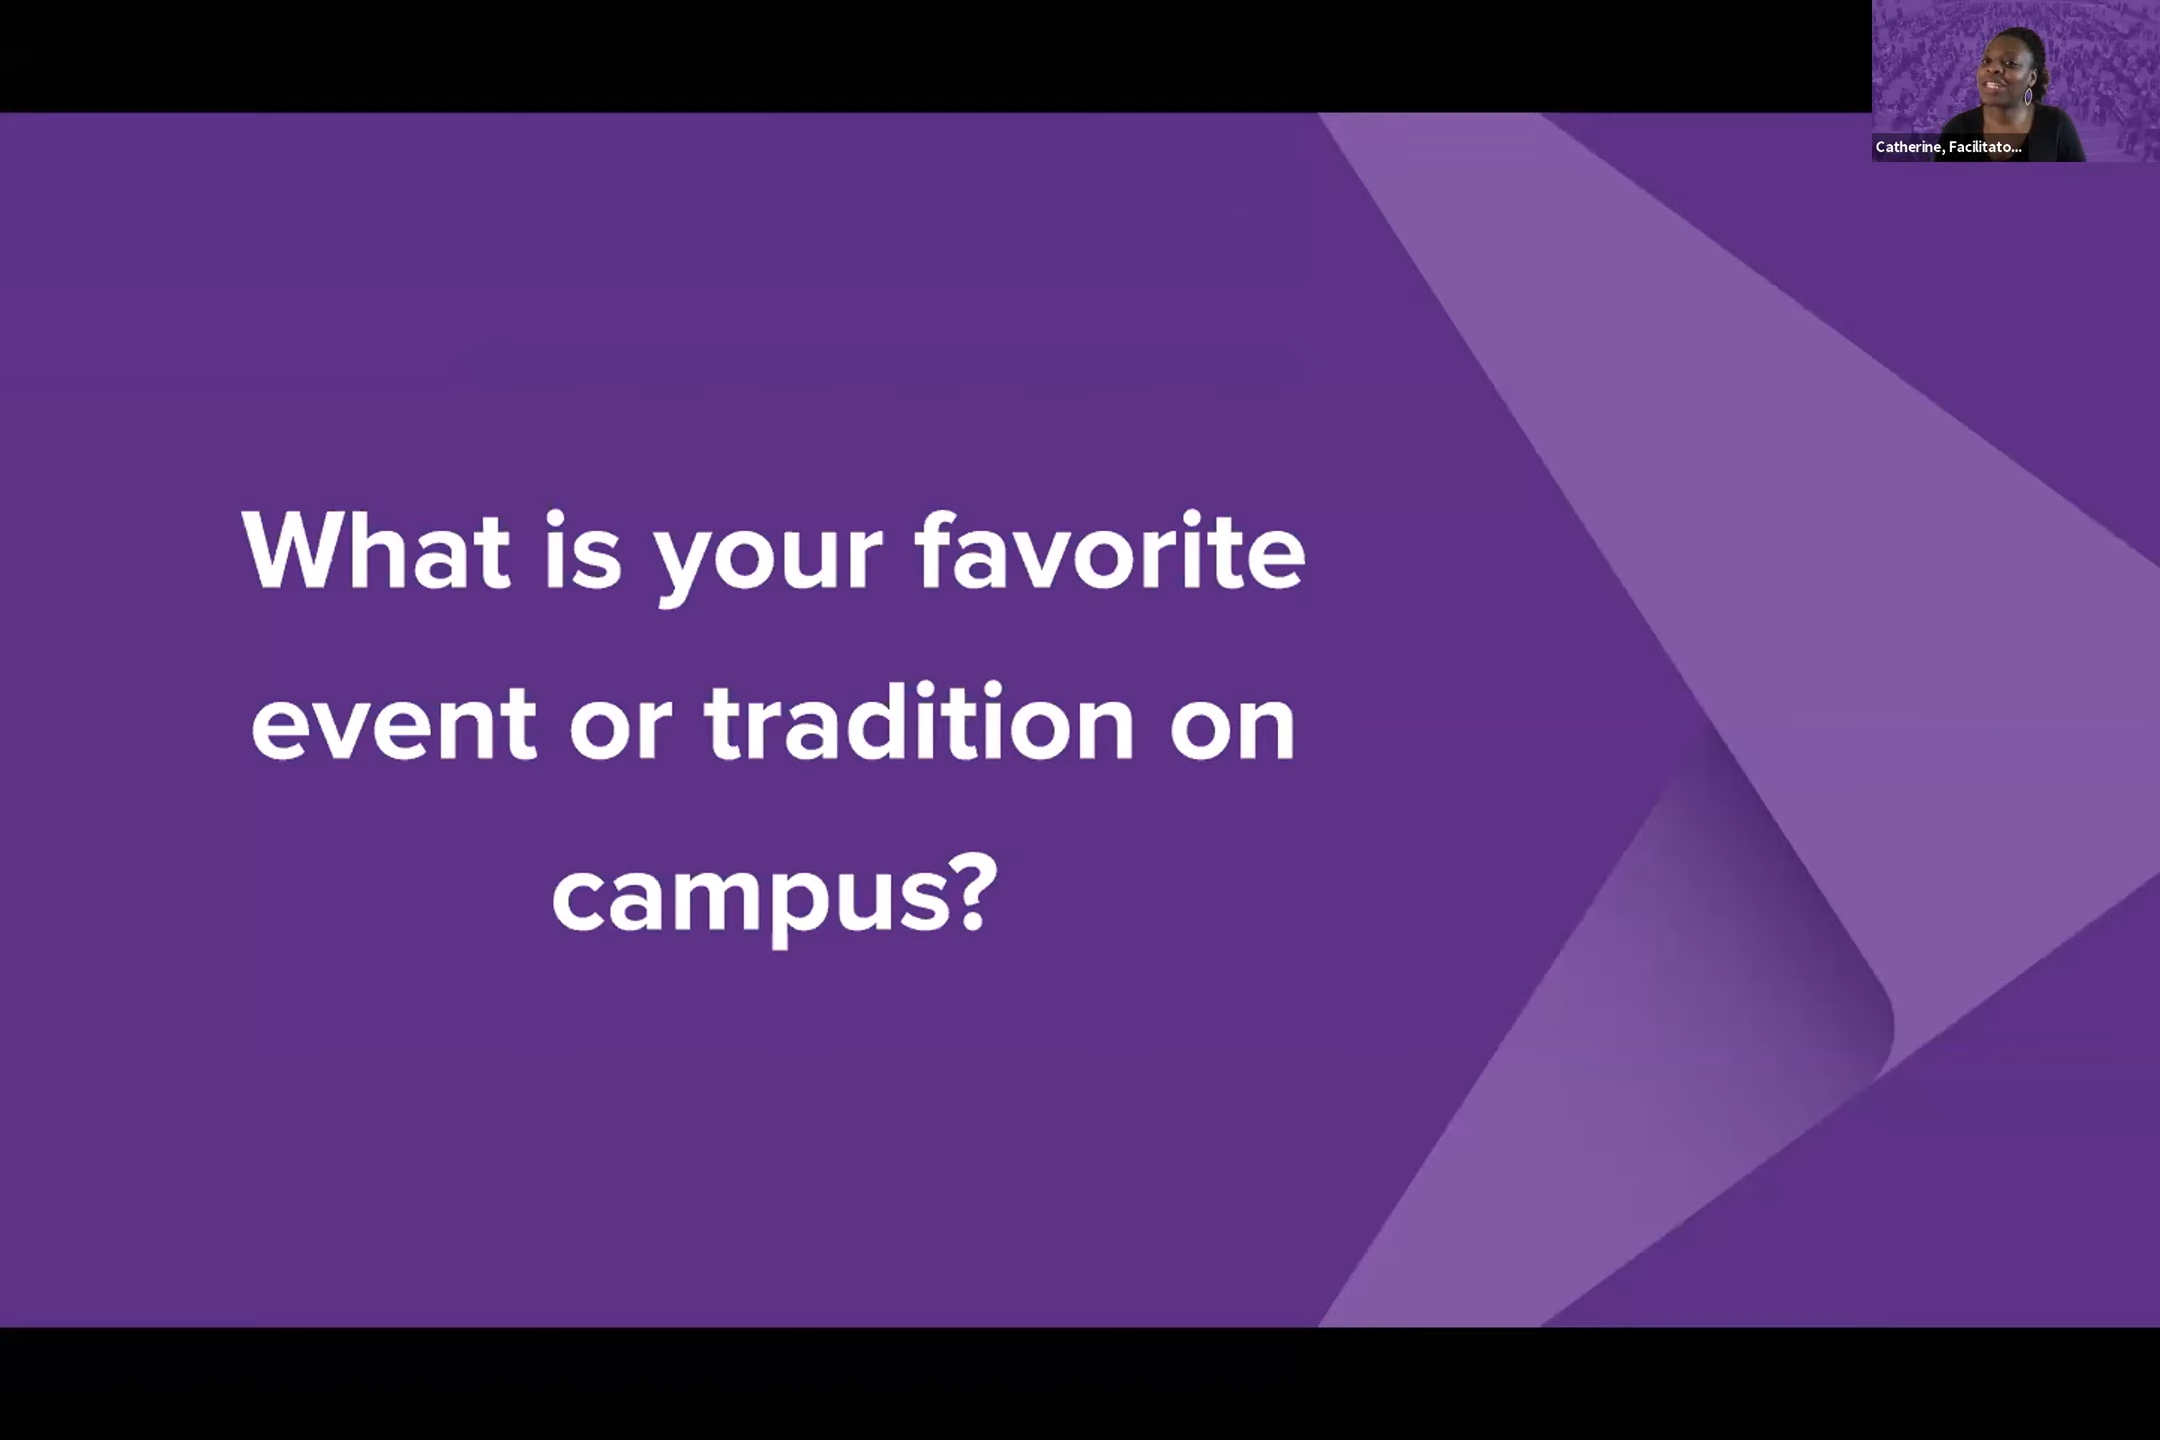 Catherine, Facilitato...
What is your favorite
event or tradition on
campus?